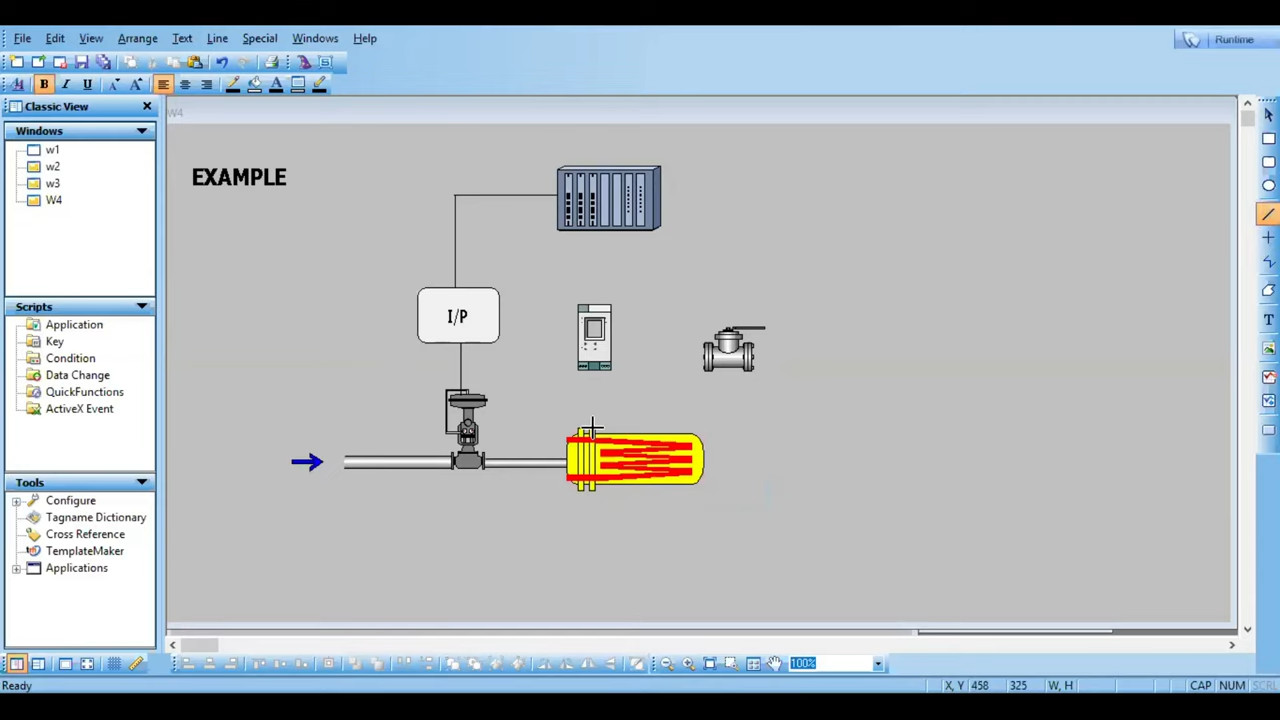 File Edit View Arrange Text Line Special Windows Help
Runtime
Classic View
W4
Windows
w1
w2
w3
W4
EXAMPLE
I/P
Scripts
Application
Key
Condition
Data Change
QuickFunctions
ActiveX Event
Tools
Configure
Tagname Dictionary
Cross Reference
TemplateMaker
Applications
100%
Ready X, Y 458 325 W, H CAP NUM SCRL